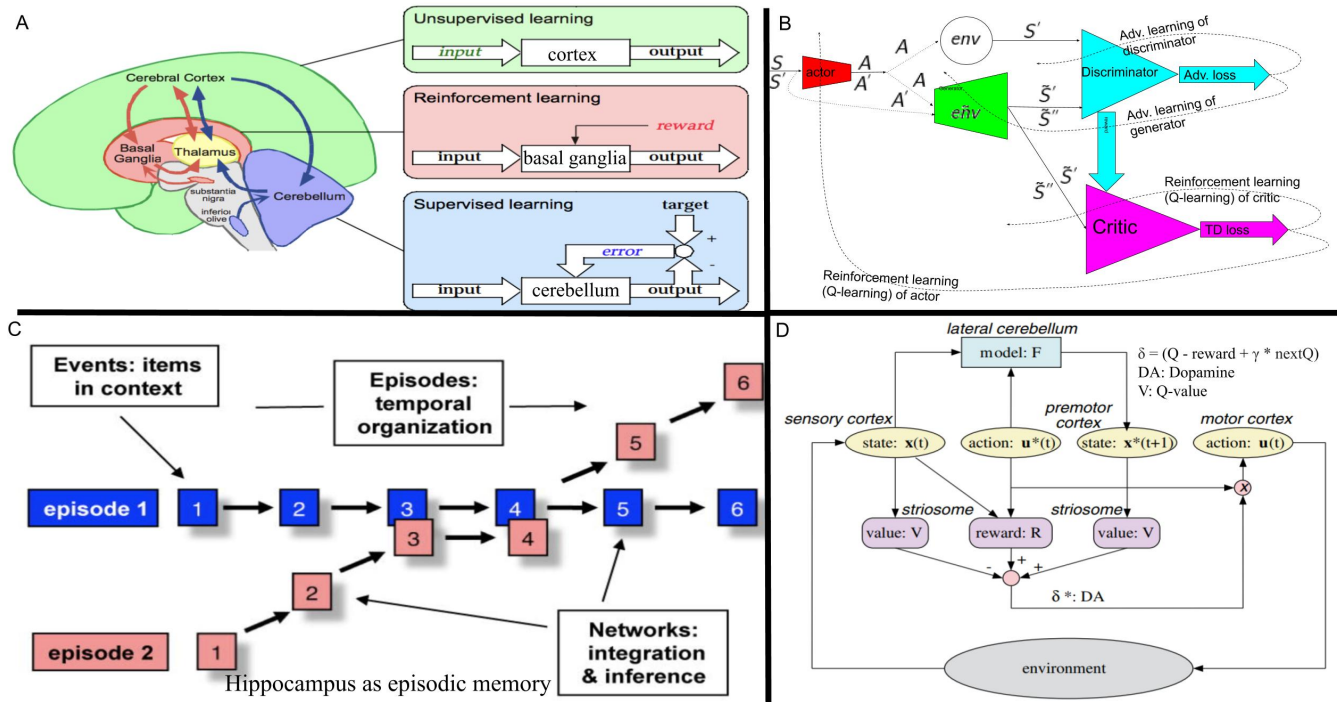 A
Unsupervised learning
input
cortex
output
Cerebral Cortex
Basal
Ganglia
Thalamus
substantia
nigra
inferior
olive
Cerebellum
Reinforcement learning
reward
input
basal ganglia
output
Supervised learning
target
+
error
-
input
cerebellum
output
B
S
S'
actor
A
A'
A
env
S'
A
A'
Generator
eñv
S̃'
S̃''
S̃'
S̃''
Discriminator
Adv. loss
Adv. learning of
discriminator
Adv. learning of
generator
Critic
TD loss
Reinforcement learning
(Q-learning) of critic
Reinforcement learning
(Q-learning) of actor
C
Events: items
in context
Episodes:
temporal
organization
episode 1
1
2
3
4
5
6
episode 2
1
2
3
4
5
6
Networks:
integration
& inference
Hippocampus as episodic memory
D
lateral cerebellum
model: F
δ = (Q - reward + γ * nextQ)
DA: Dopamine
V: Q-value
sensory cortex
premotor
cortex
motor cortex
state: x(t)
action: u*(t)
state: x*(t+1)
action: u(t)
x
striosome
striosome
value: V
reward: R
value: V
-
+
+
δ *: DA
environment